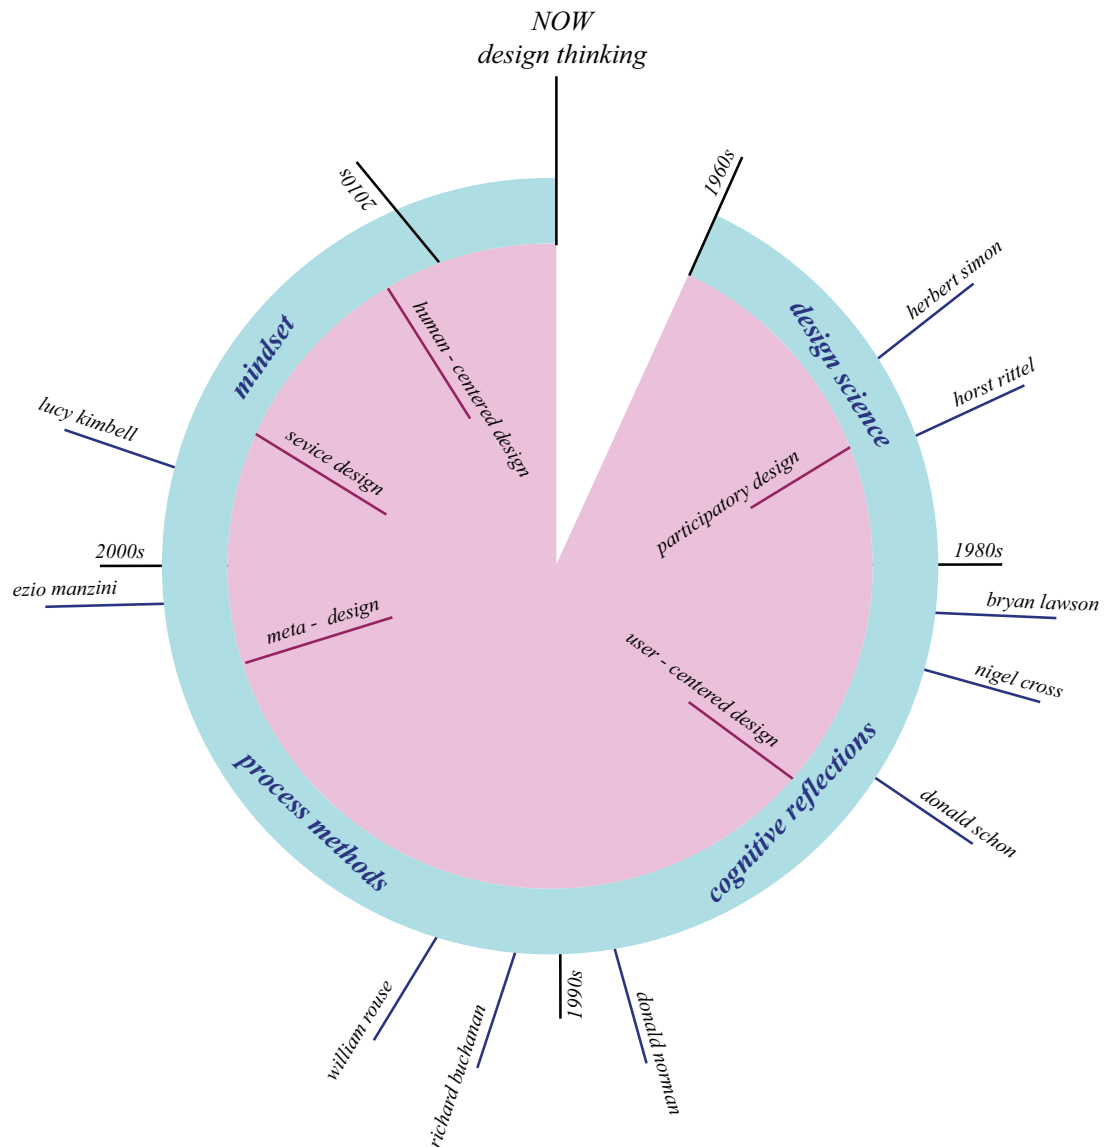 NOW
design thinking
1960s
herbert simon
design science
horst rittel
participatory design
1980s
bryan lawson
nigel cross
user - centered design
donald schon
cognitive reflections
donald norman
1990s
richard buchanan
william rouse
process methods
meta - design
ezio manzini
2000s
lucy kimbell
sevice design
mindset
human - centered design
2010s